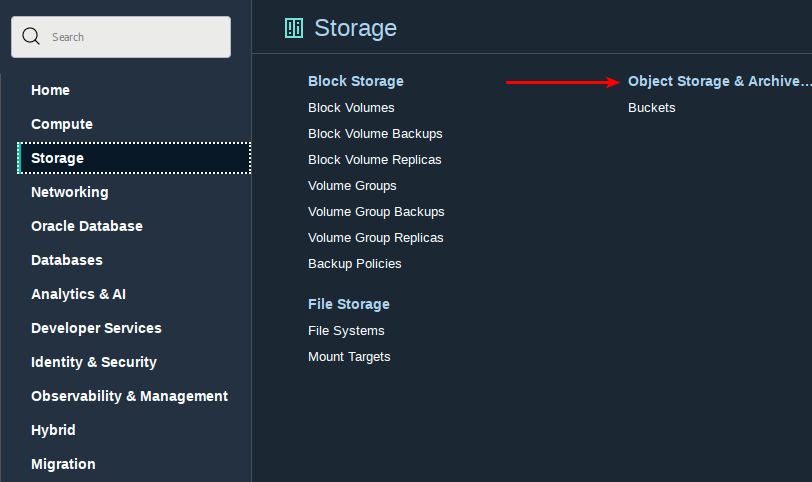 Search
Home
Compute
Storage
Networking
Oracle Database
Databases
Analytics & AI
Developer Services
Identity & Security
Observability & Management
Hybrid
Migration
Storage
Block Storage
Block Volumes
Block Volume Backups
Block Volume Replicas
Volume Groups
Volume Group Backups
Volume Group Replicas
Backup Policies
File Storage
File Systems
Mount Targets
Object Storage & Archive...
Buckets